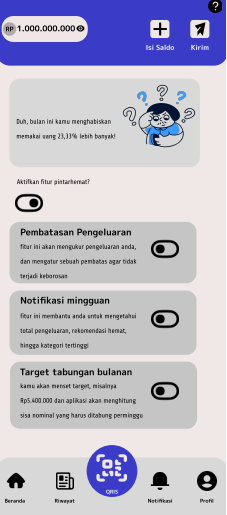 ?
RP 1.000.000.000
Isi Saldo Kirim
Duh, bulan ini kamu menghabiskan
memakai uang 23,33% lebih banyak!
? ? ? ?
Aktifkan fitur pintarhemat?
Pembatasan Pengeluaran
fitur ini akan mengukur pengeluaran anda,
dan mengatur sebuah pembatas agar tidak
terjadi keborosan
Notifikasi mingguan
fitur ini membantu anda untuk mengetahui
total pengeluaran, rekomendasi hemat,
hingga kategori tertinggi
Target tabungan bulanan
kamu akan menset target, misalnya
Rp5.400.000 dan aplikasi akan menghitung
sisa nominal yang harus ditabung perminggu
Beranda Riwayat QRIS Notifikasi Profil